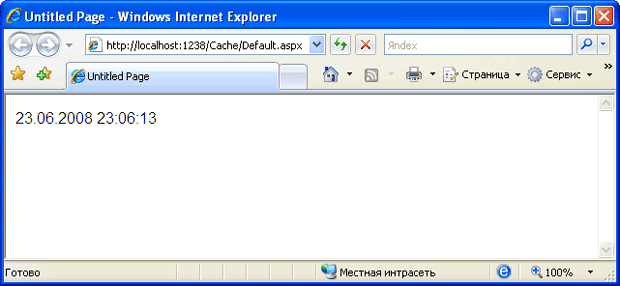 Untitled Page - Windows Internet Explorer
http://localhost:1238/Cache/Default.aspx
Яndex
Untitled Page
Страница
Сервис
»
23.06.2008 23:06:13
Готово
Местная интрасеть
100%